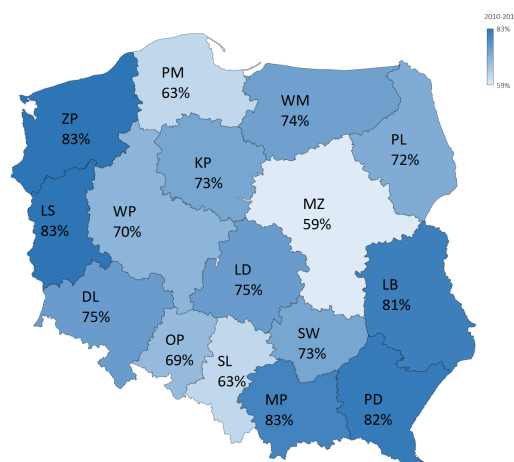 2010-201
83%
59%
PM
63%
WM
74%
ZP
83%
PL
72%
KP
73%
MZ
59%
LS
83%
WP
70%
LD
75%
LB
81%
DL
75%
OP
69%
SL
63%
SW
73%
MP
83%
PD
82%